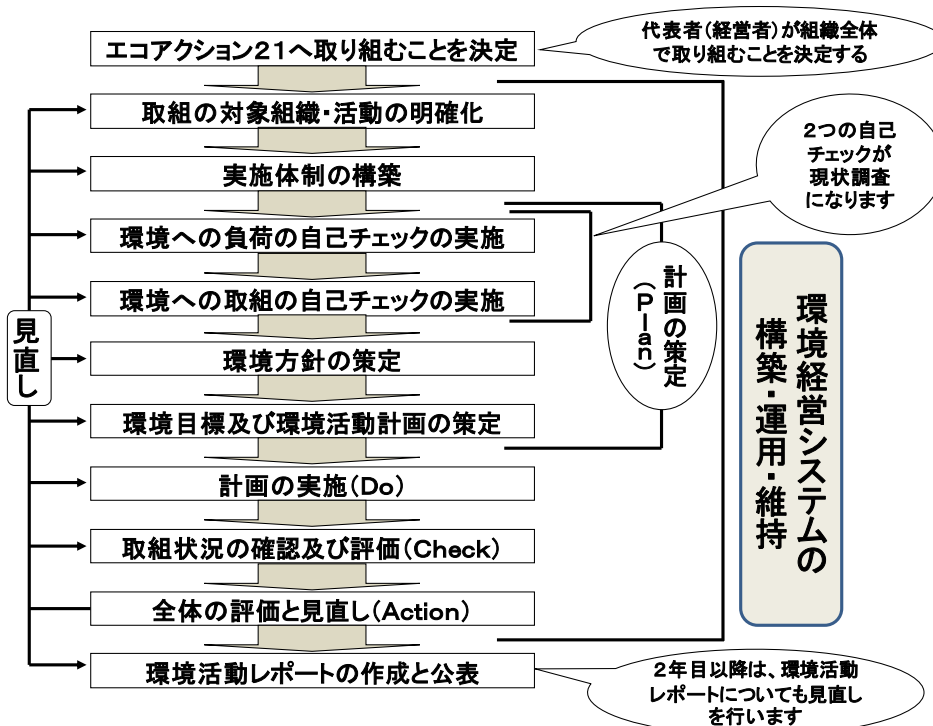 エコアクション21へ取り組むことを決定
代表者(経営者)が組織全体
で取り組むことを決定する
取組の対象組織・活動の明確化
2つの自己
チェックが
現状調査
になります
実施体制の構築
環境への負荷の自己チェックの実施
環境への取組の自己チェックの実施
計画の策定
(Plan)
見直し
環境方針の策定
環境経営システムの
構築・運用・維持
環境目標及び環境活動計画の策定
計画の実施(Do)
取組状況の確認及び評価(Check)
全体の評価と見直し(Action)
環境活動レポートの作成と公表
2年目以降は、環境活動
レポートについても見直し
を行います